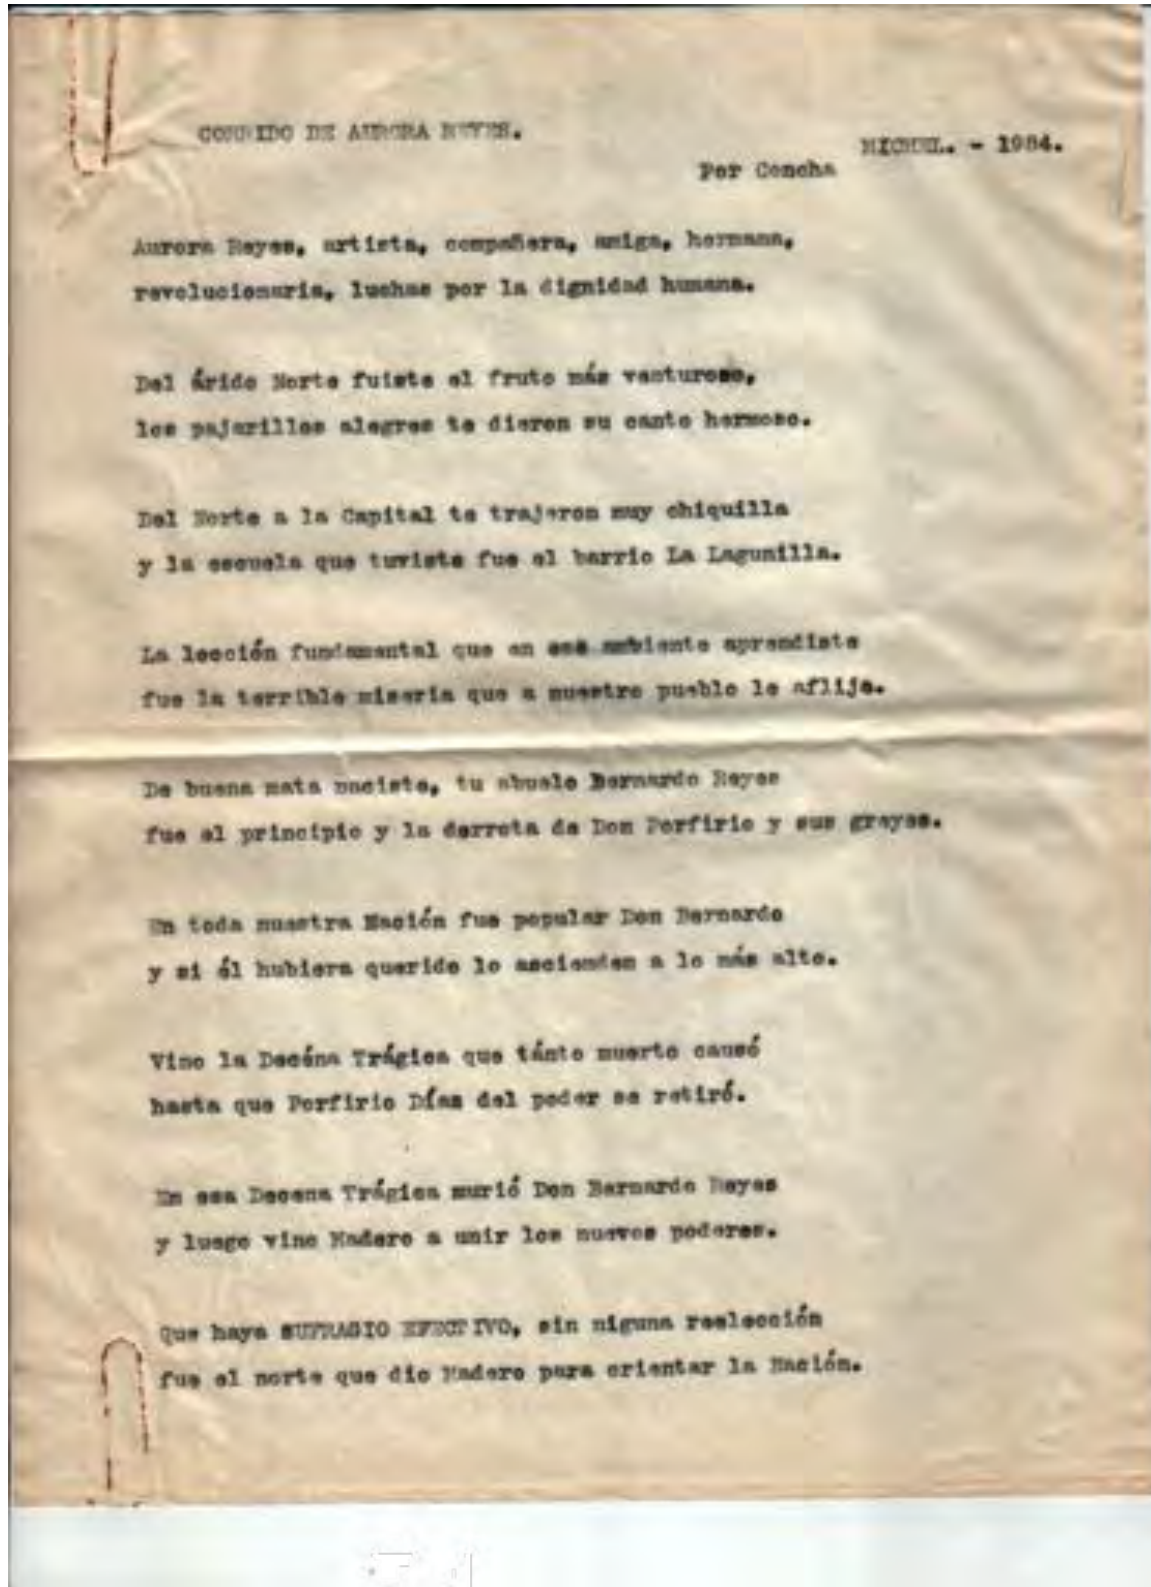 CORRIDO DE AURORA REYES.
Por Concha MICHEL. - 1984.
Aurora Reyes, artista, compañera, amiga, hermana,
revolucionaria, luchas por la dignidad humana.
Del árido Norte fuiste el fruto más venturoso,
los pajarillos alegres te dieron su canto hermoso.
Del Norte a la Capital te trajeron muy chiquilla
y la escuela que tuviste fue el barrio La Lagunilla.
La lección fundamental que en ese ambiente aprendiste
fue la terrible miseria que a nuestro pueblo le aflije.
De buena mata naciste, tu abuelo Bernardo Reyes
fue el principio y la derrota de Don Porfirio y sus greyes.
En toda nuestra Nación fue popular Don Bernardo
y si él hubiera querido lo ascienden a lo más alto.
Vino la Decéna Trágica que tánto muerto causó
hasta que Porfirio Días del poder se retiró.
En esa Decena Trágica murió Don Bernardo Reyes
y luego vino Madero a unir los nuevos poderes.
Que haya SUFRAGIO EFECTIVO, sin niguna reelección
fue el norte que dio Madero para orientar la Nación.